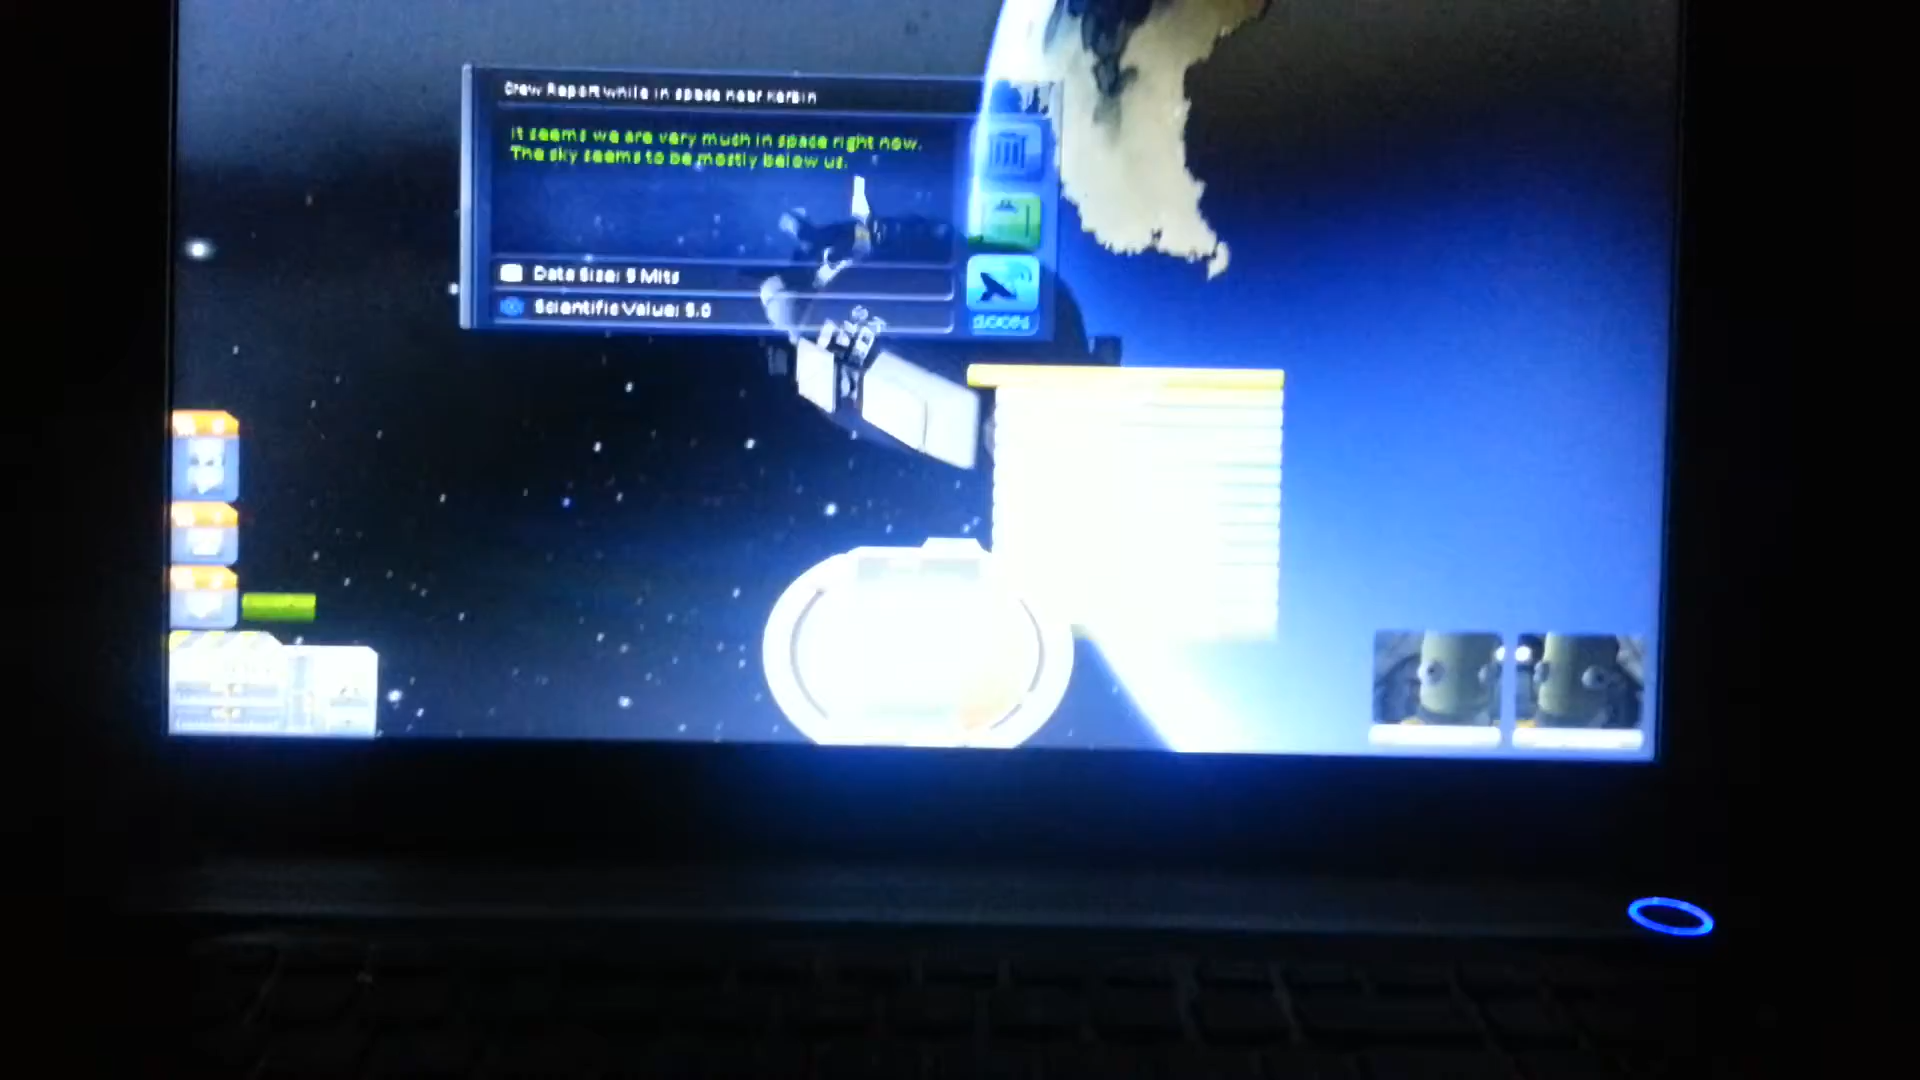 Crew Report while in space near Kerbin
It seems we are very much in space right now.
The sky seems to be mostly below us.
Data Size: 5 Mits
Scientific Value: 5.0